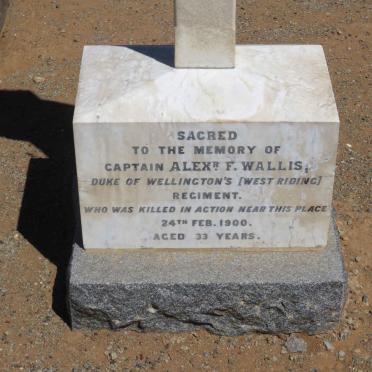 SACRED
TO THE MEMORY OF
CAPTAIN ALEXR. F. WALLIS,
DUKE OF WELLINGTON'S [WEST RIDING]
REGIMENT.
WHO WAS KILLED IN ACTION NEAR THIS PLACE
24TH FEB. 1900.
AGED 33 YEARS.